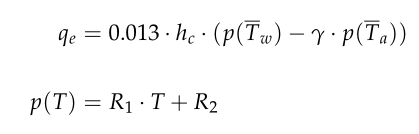 q_e = 0.013 · h_c · (p(T̅_w) − γ · p(T̅_a))
p(T) = R_1 · T + R_2